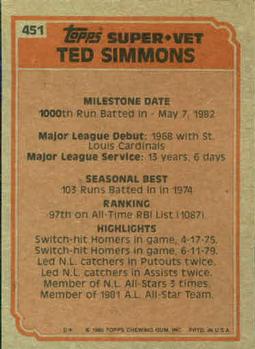 451
Topps SUPER • VET
TED SIMMONS
MILESTONE DATE
1000th Run Batted In - May 7, 1982
Major League Debut: 1968 with St.
Louis Cardinals
Major League Service: 13 years, 6 days
SEASONAL BEST
103 Runs Batted In in 1974
RANKING
97th on All-Time RBI List (1087).
HIGHLIGHTS
Switch-hit Homers in game, 4-17-75.
Switch-hit Homers in game, 6-11-79.
Led N.L. catchers in Putouts twice.
Led N.L. catchers in Assists twice.
Member of N.L. All-Stars 3 times.
Member of 1981 A.L. All-Star Team.
© 1983 TOPPS CHEWING GUM, INC. PRTD. IN U.S.A.